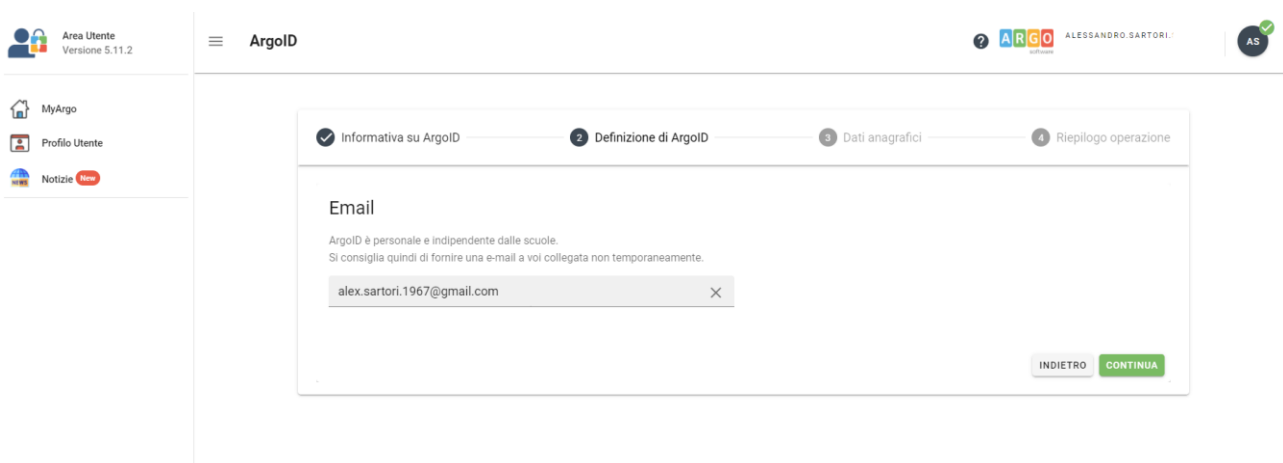 Area Utente
Versione 5.11.2
MyArgo
Profilo Utente
Notizie New
ArgoID
ARGO
software
ALESSANDRO.SARTORI.
AS
Informativa su ArgoID
2 Definizione di ArgoID
3 Dati anagrafici
4 Riepilogo operazione
Email
ArgoID è personale e indipendente dalle scuole.
Si consiglia quindi di fornire una e-mail a voi collegata non temporaneamente.
alex.sartori.1967@gmail.com
INDIETRO CONTINUA